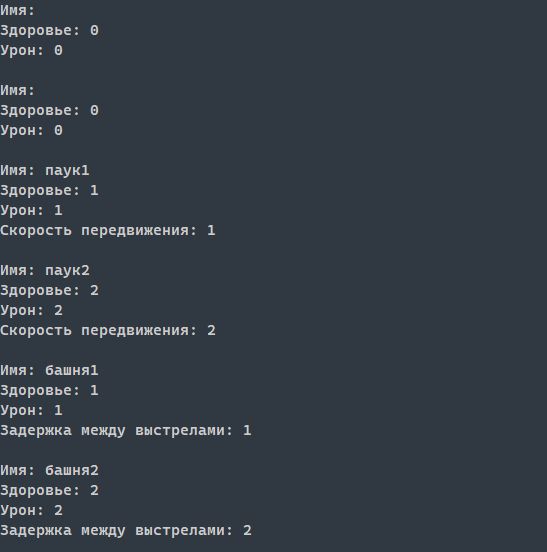 Имя:
Здоровье: 0
Урон: 0
Имя:
Здоровье: 0
Урон: 0
Имя: паук1
Здоровье: 1
Урон: 1
Скорость передвижения: 1
Имя: паук2
Здоровье: 2
Урон: 2
Скорость передвижения: 2
Имя: башня1
Здоровье: 1
Урон: 1
Задержка между выстрелами: 1
Имя: башня2
Здоровье: 2
Урон: 2
Задержка между выстрелами: 2